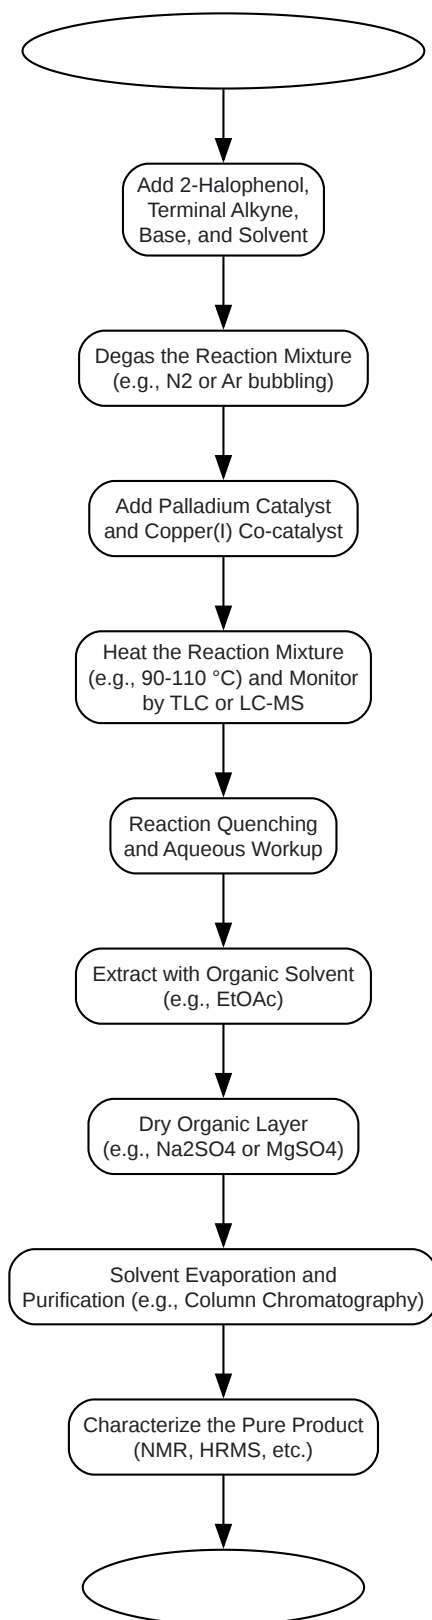 Add 2-Halophenol,
Terminal Alkyne,
Base, and Solvent
Degas the Reaction Mixture
(e.g., N2 or Ar bubbling)
Add Palladium Catalyst
and Copper(I) Co-catalyst
Heat the Reaction Mixture
(e.g., 90-110 °C) and Monitor
by TLC or LC-MS
Reaction Quenching
and Aqueous Workup
Extract with Organic Solvent
(e.g., EtOAc)
Dry Organic Layer
(e.g., Na2SO4 or MgSO4)
Solvent Evaporation and
Purification (e.g., Column Chromatography)
Characterize the Pure Product
(NMR, HRMS, etc.)